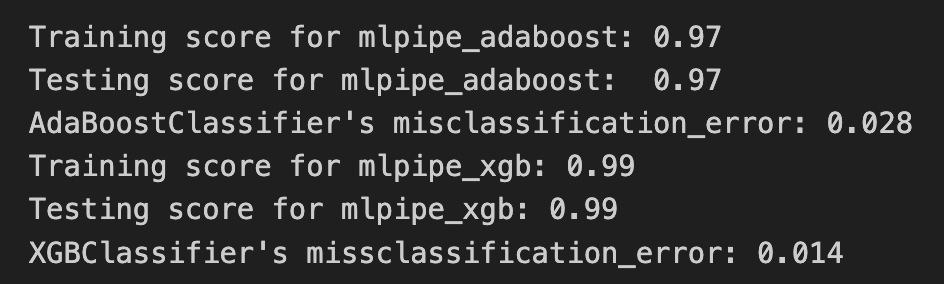 Training score for mlpipe_adaboost: 0.97
Testing score for mlpipe_adaboost:  0.97
AdaBoostClassifier's misclassification_error: 0.028
Training score for mlpipe_xgb: 0.99
Testing score for mlpipe_xgb: 0.99
XGBClassifier's missclassification_error: 0.014